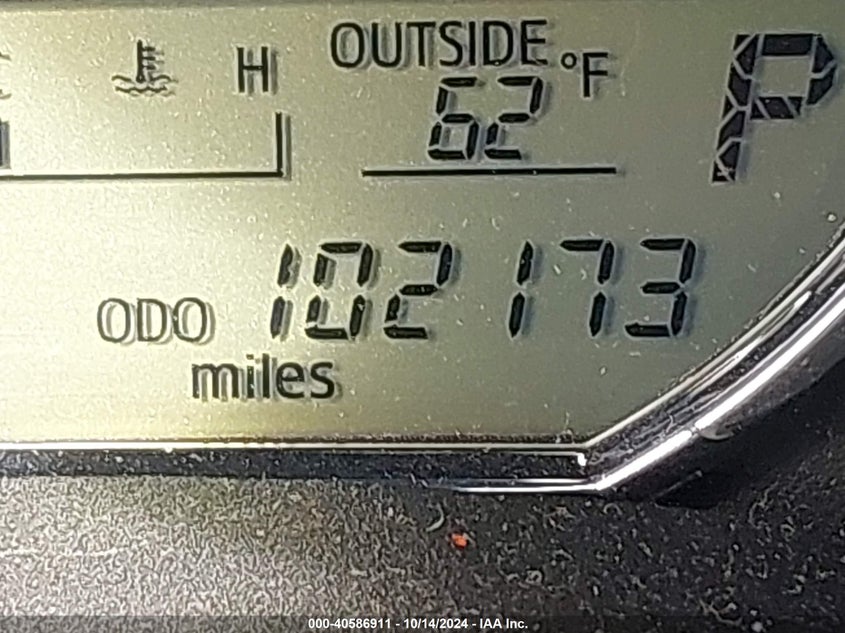 H
OUTSIDE
62 °F
P
ODO 102173
miles
000-40586911 - 10/14/2024 - IAA Inc.